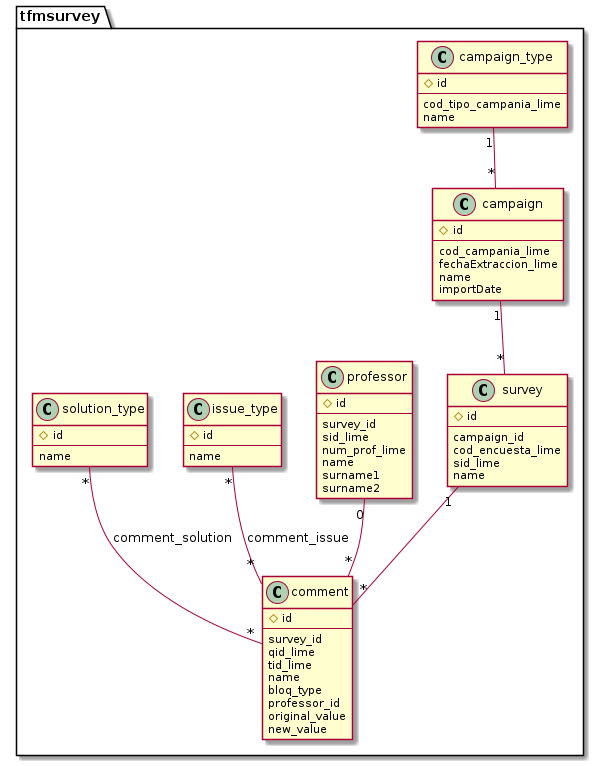 tfmsurvey
C campaign_type
id
cod_tipo_campania_lime
name
1
*
C campaign
id
cod_campania_lime
fechaExtraccion_lime
name
importDate
1
*
C survey
id
campaign_id
cod_encuesta_lime
sid_lime
name
1
*
C professor
id
survey_id
sid_lime
num_prof_lime
name
surname1
surname2
0
*
C solution_type
id
name
*
comment_solution
*
C issue_type
id
name
*
comment_issue
*
C comment
id
survey_id
qid_lime
tid_lime
name
bloq_type
professor_id
original_value
new_value